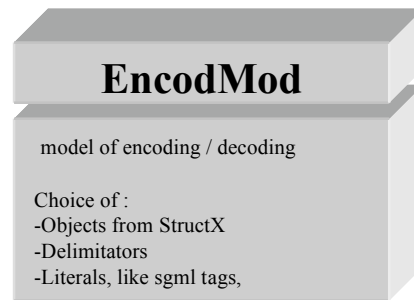 EncodMod
model of encoding / decoding
Choice of :
-Objects from StructX
-Delimitators
-Literals, like sgml tags,